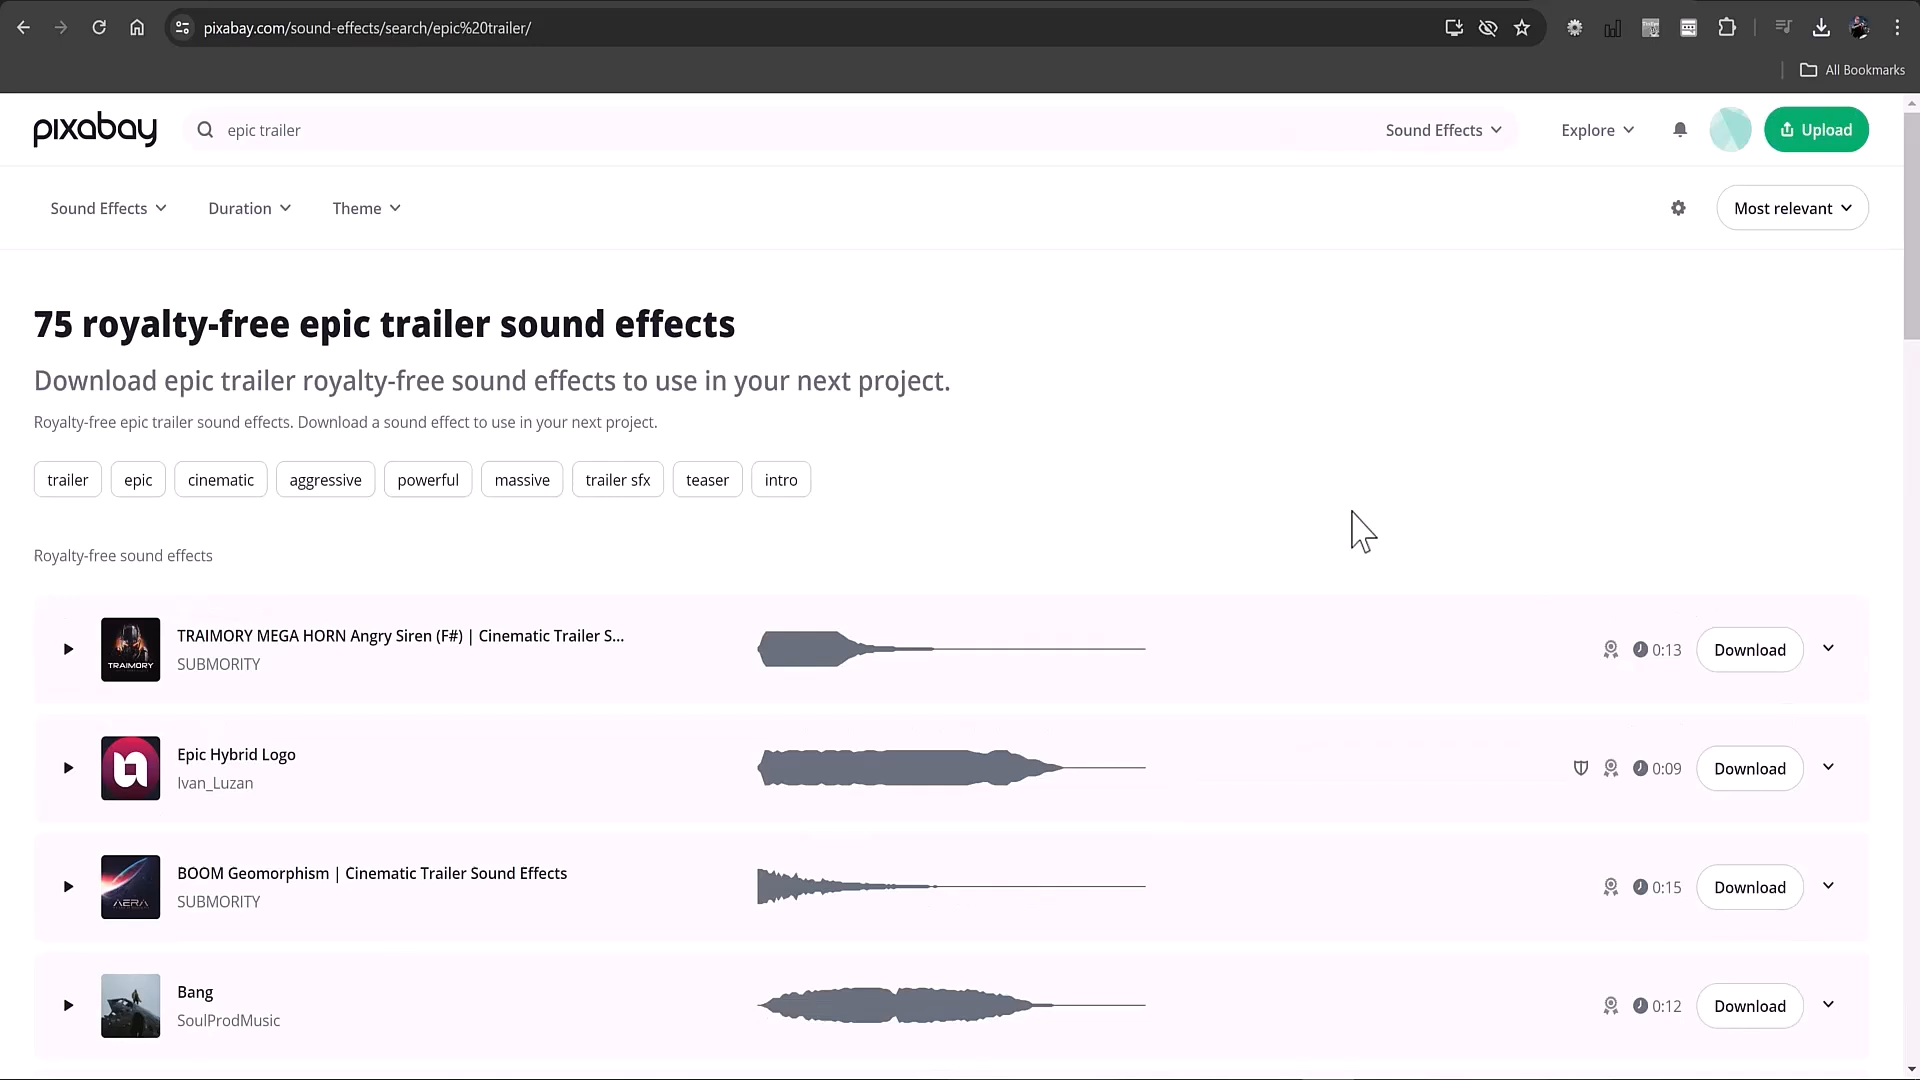 pixabay.com/sound-effects/search/epic%20trailer/
All Bookmarks
pixabay
epic trailer
Sound Effects
Explore
Upload
Sound Effects
Duration
Theme
Most relevant
75 royalty-free epic trailer sound effects
Download epic trailer royalty-free sound effects to use in your next project.
Royalty-free epic trailer sound effects. Download a sound effect to use in your next project.
trailer
epic
cinematic
aggressive
powerful
massive
trailer sfx
teaser
intro
Royalty-free sound effects
TRAIMORY
TRAIMORY MEGA HORN Angry Siren (F#) | Cinematic Trailer S...
SUBMORITY
0:13
Download
Epic Hybrid Logo
Ivan_Luzan
0:09
Download
AERA
BOOM Geomorphism | Cinematic Trailer Sound Effects
SUBMORITY
0:15
Download
Bang
SoulProdMusic
0:12
Download